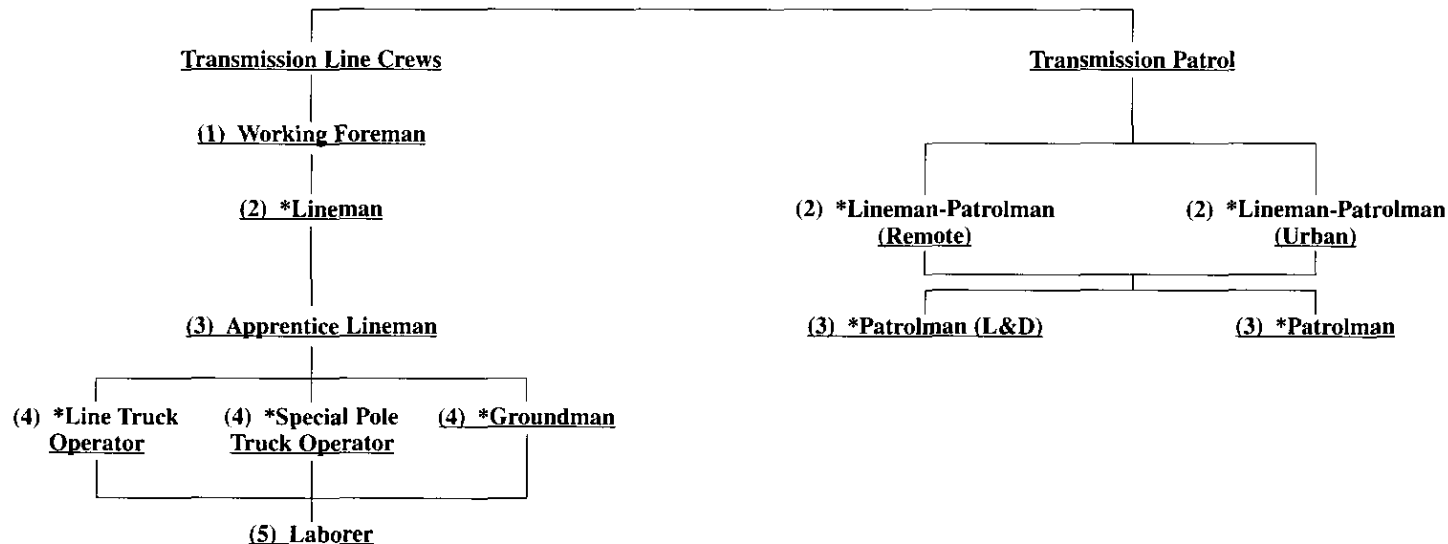 Transmission Line Crews
Transmission Patrol
(1) Working Foreman
(2) *Lineman
(2) *Lineman-Patrolman
(Remote)
(2) *Lineman-Patrolman
(Urban)
(3) Apprentice Lineman
(3) *Patrolman (L&D)
(3) *Patrolman
(4) *Line Truck
Operator
(4) *Special Pole
Truck Operator
(4) *Groundman
(5) Laborer